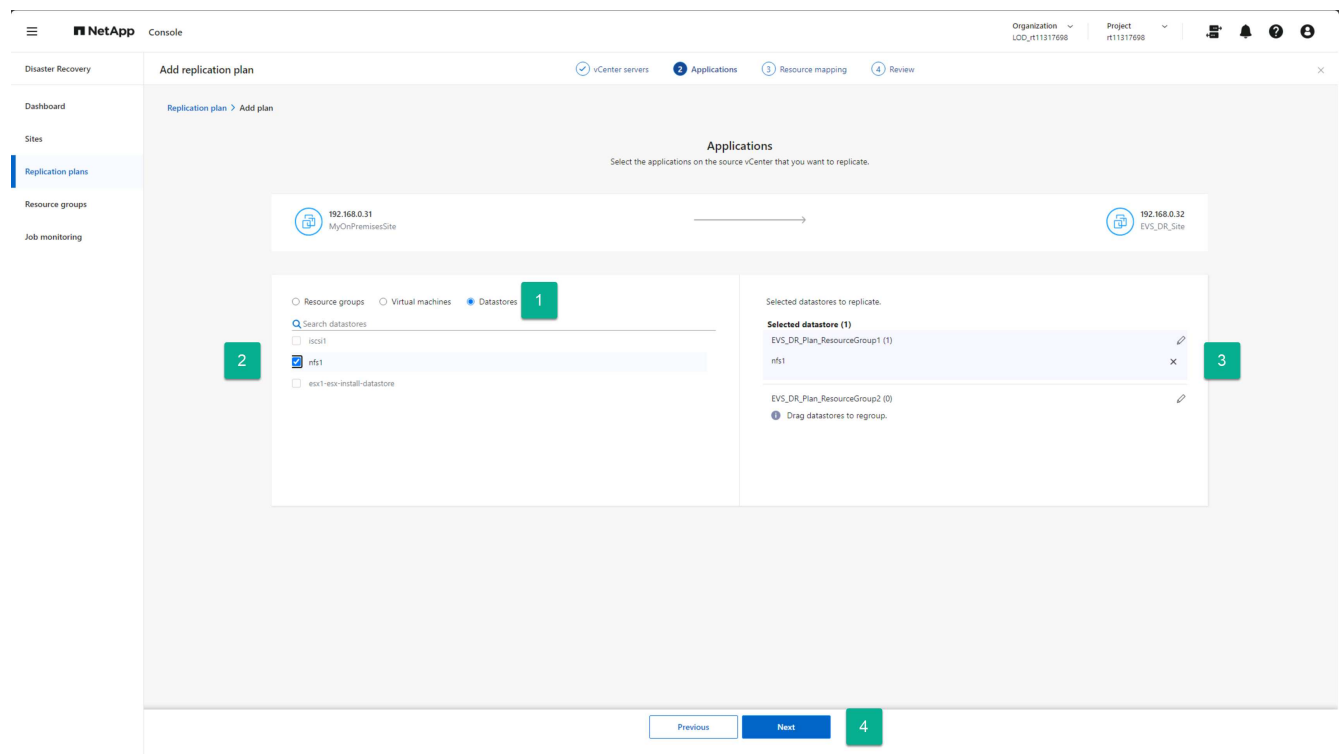 NetApp Console
Organization
LOD_rt11317698
Project
rt11317698
Disaster Recovery
Add replication plan
vCenter servers
2 Applications
3 Resource mapping
4 Review
Dashboard
Sites
Replication plans
Resource groups
Job monitoring
Replication plan > Add plan
Applications
Select the applications on the source vCenter that you want to replicate.
192.168.0.31
MyOnPremisesSite
192.168.0.32
EVS_DR_Site
Resource groups Virtual machines Datastores
1
Search datastores
iscsi1
2
nfs1
esx1-esx-install-datastore
Selected datastores to replicate.
Selected datastore (1)
EVS_DR_Plan_ResourceGroup1 (1)
nfs1
3
EVS_DR_Plan_ResourceGroup2 (0)
Drag datastores to regroup.
Previous
Next
4